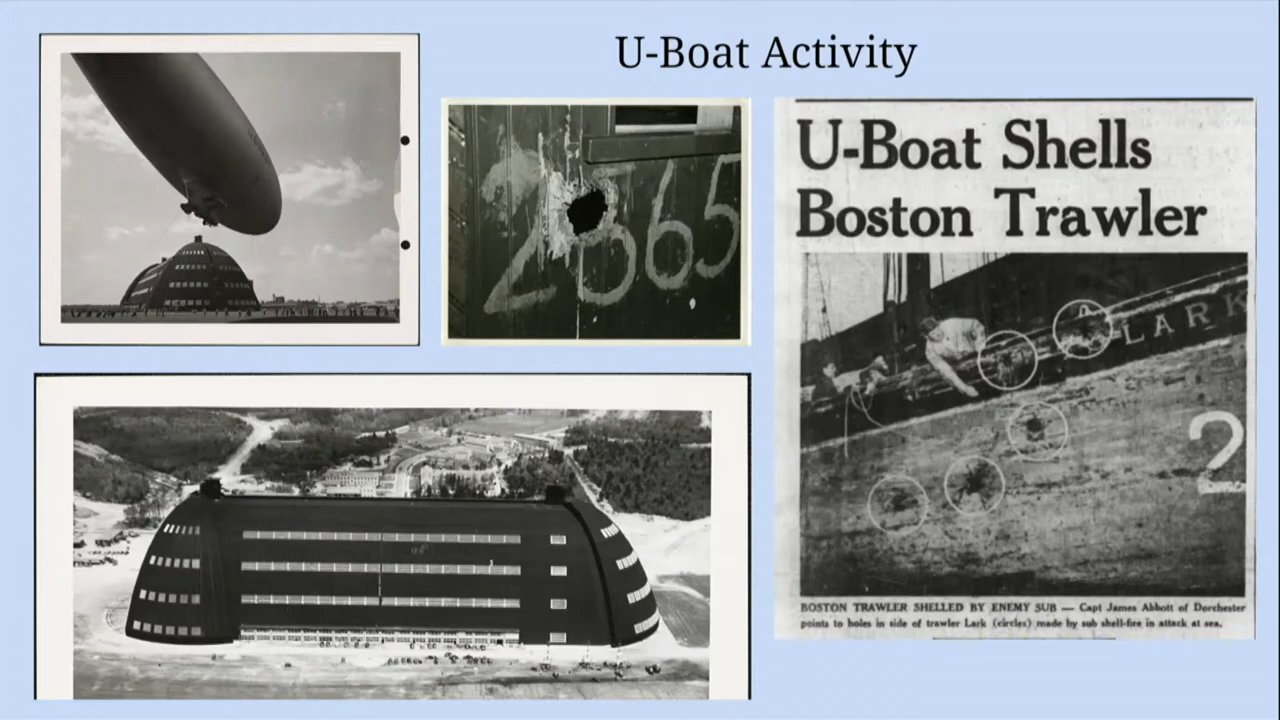 U-Boat Activity
2565
U-Boat Shells
Boston Trawler
LARK
2
BOSTON TRAWLER SHELLED BY ENEMY SUB — Capt James Abbott of Dorchester
points to holes in side of trawler Lark (circles) made by sub shell-fire in attack at sea.